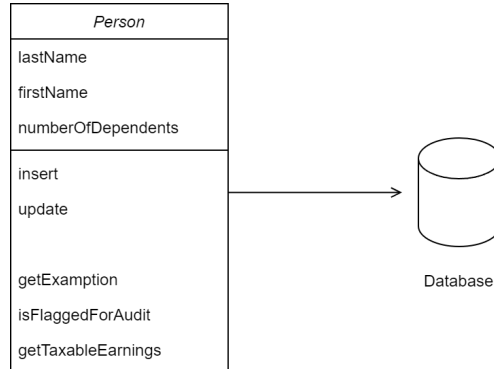 Person
lastName
firstName
numberOfDependents
insert
update
getExamption
isFlaggedForAudit
getTaxableEarnings
Database